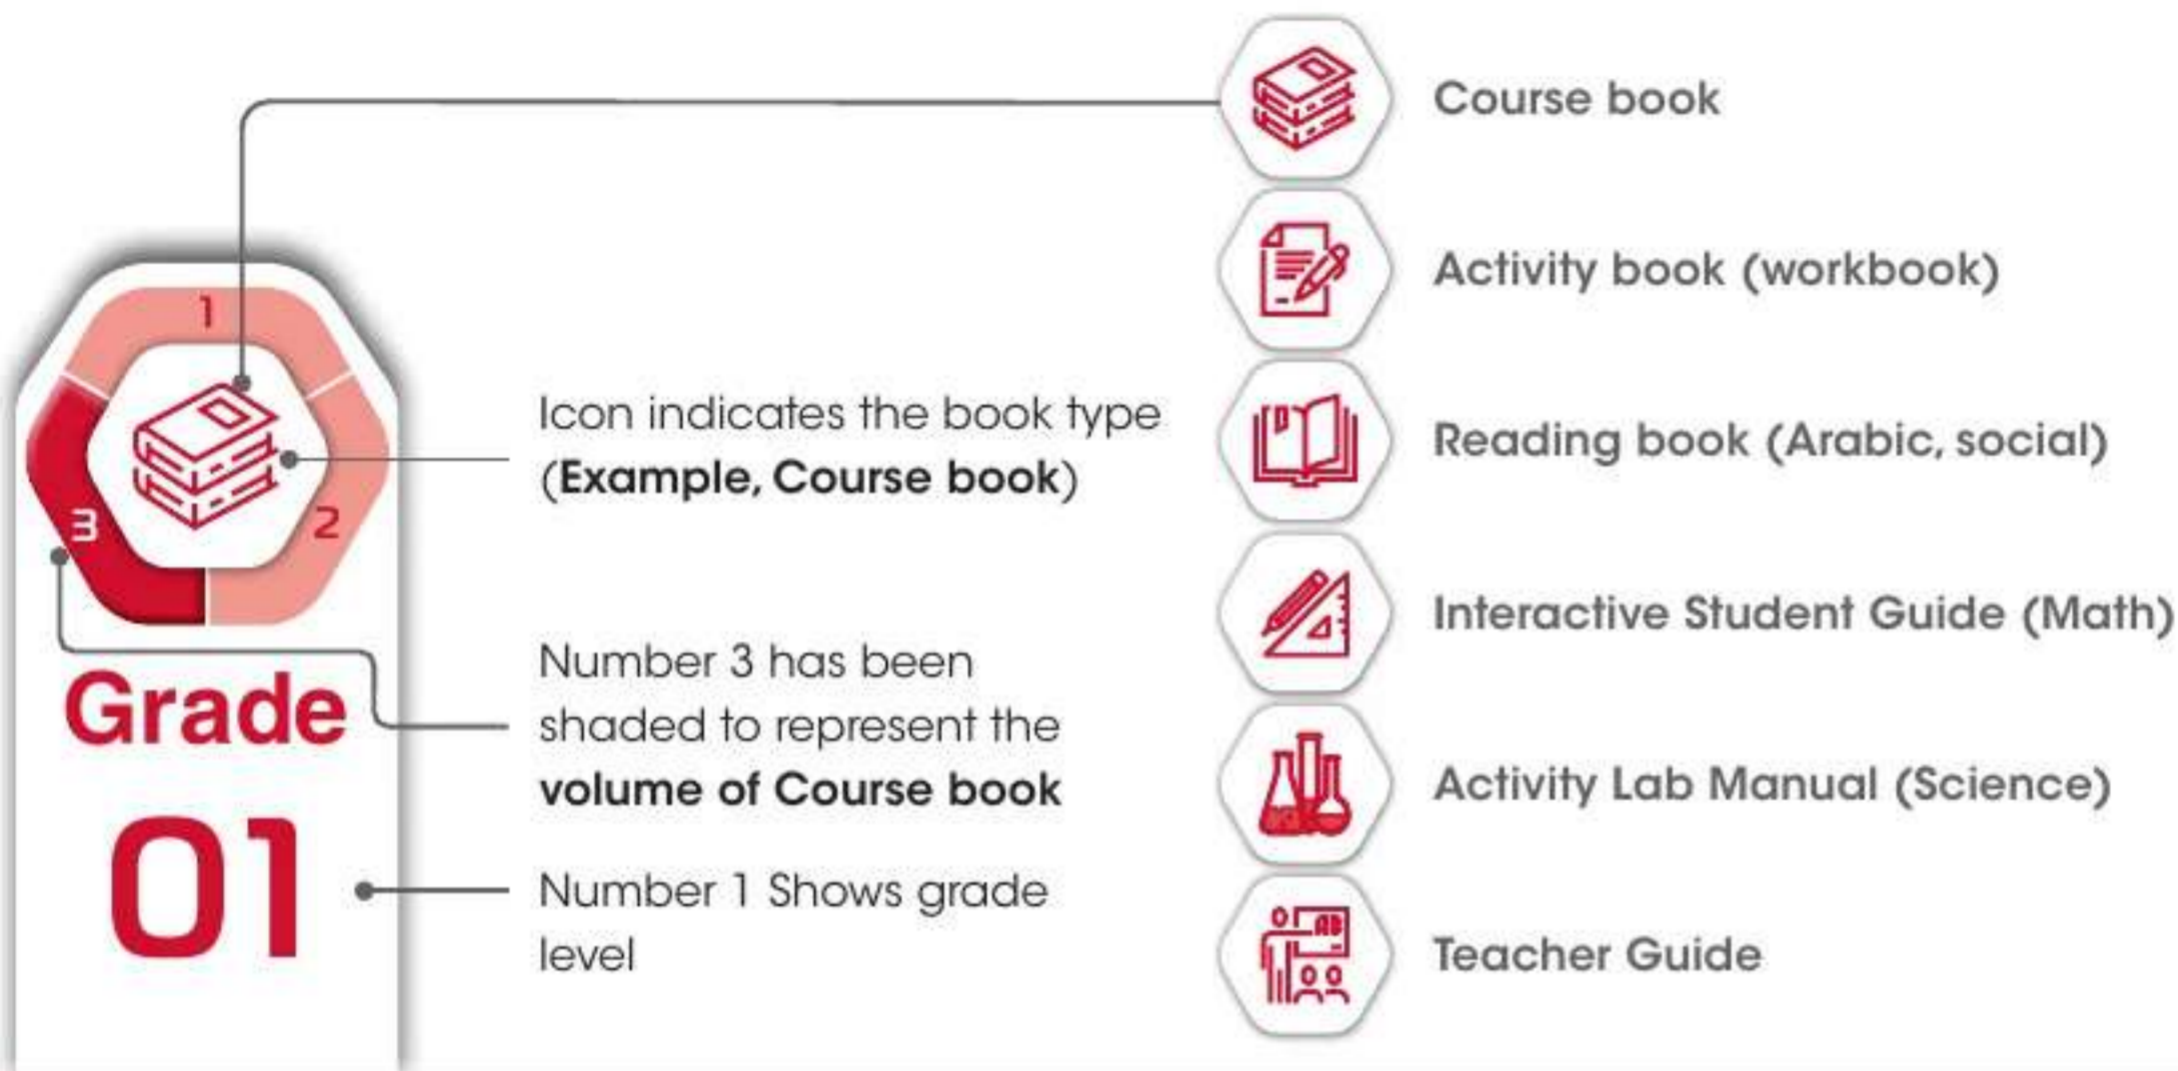 1
2
3
Grade
01
Icon indicates the book type
(Example, Course book)
Number 3 has been
shaded to represent the
volume of Course book
Number 1 Shows grade
level
Course book
Activity book (workbook)
Reading book (Arabic, social)
Interactive Student Guide (Math)
Activity Lab Manual (Science)
AB
Teacher Guide